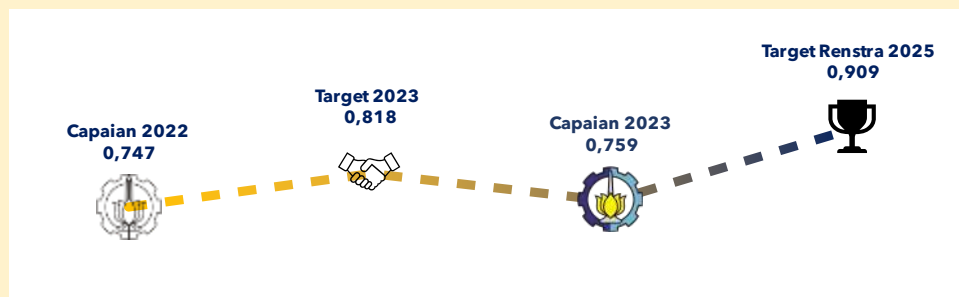 Capaian 2022
0,747
Target 2023
0,818
Capaian 2023
0,759
Target Renstra 2025
0,909